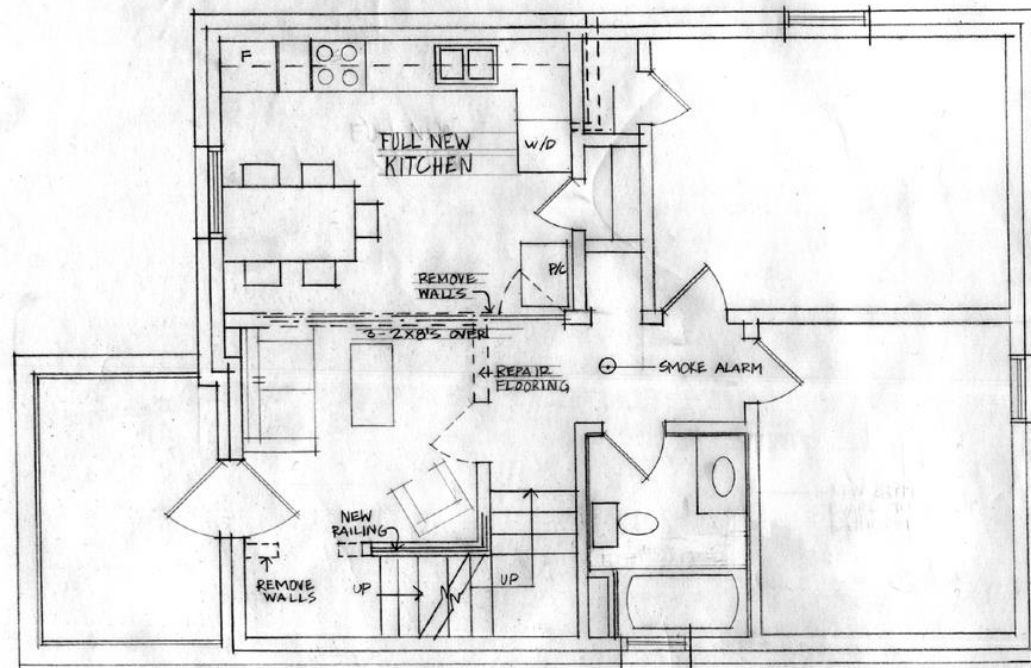 F
FULL NEW
KITCHEN
W/D
P/C
REMOVE
WALLS
3-2X8'S OVER
REPAIR
FLOORING
SMOKE ALARM
NEW
RAILING
REMOVE
WALLS
UP
UP